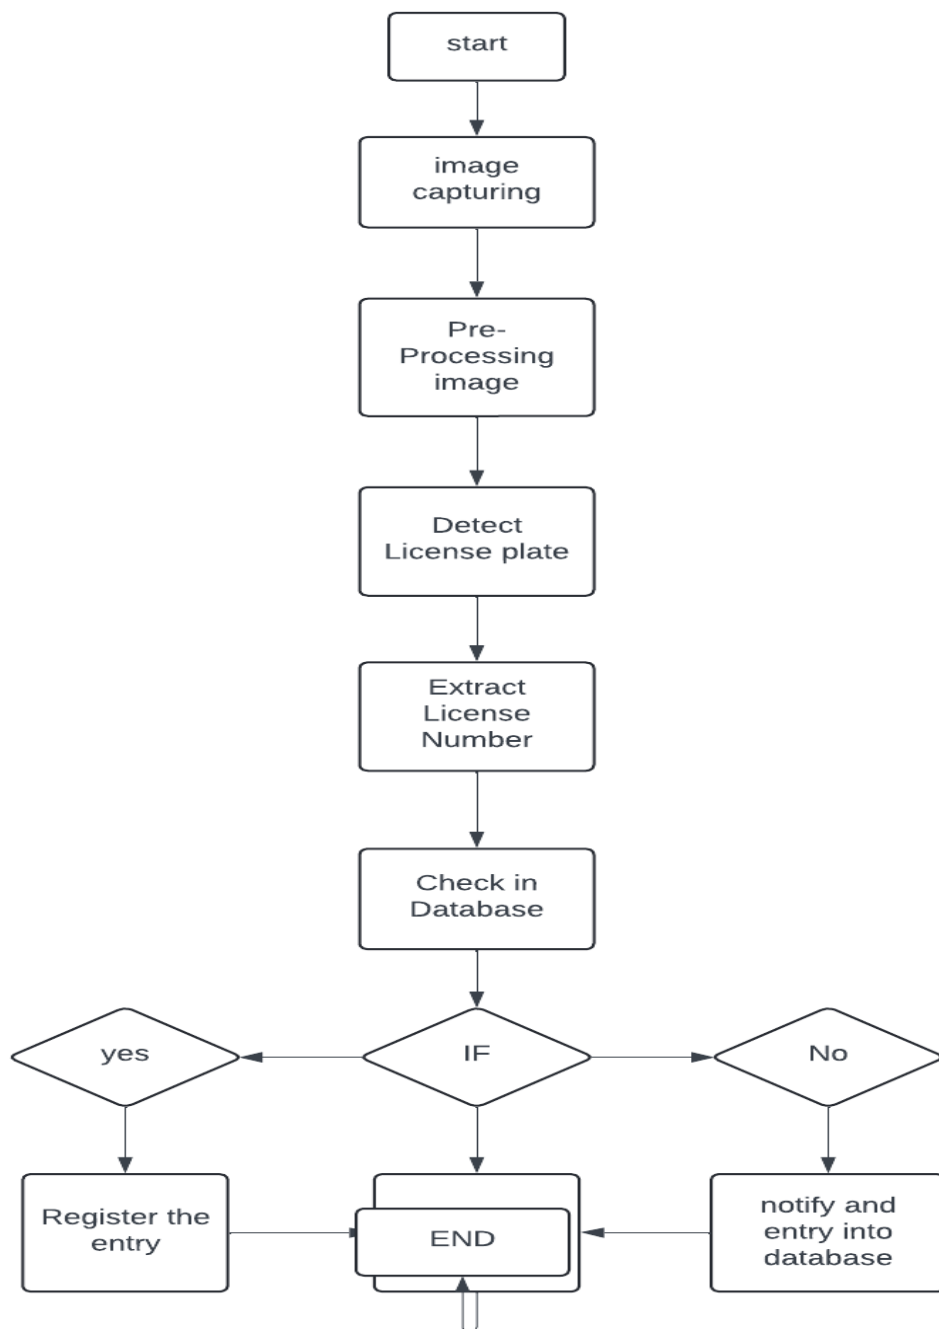 start
image
capturing
Pre-
Processing
image
Detect
License plate
Extract
License
Number
Check in
Database
yes
IF
No
Register the
entry
END
notify and
entry into
database